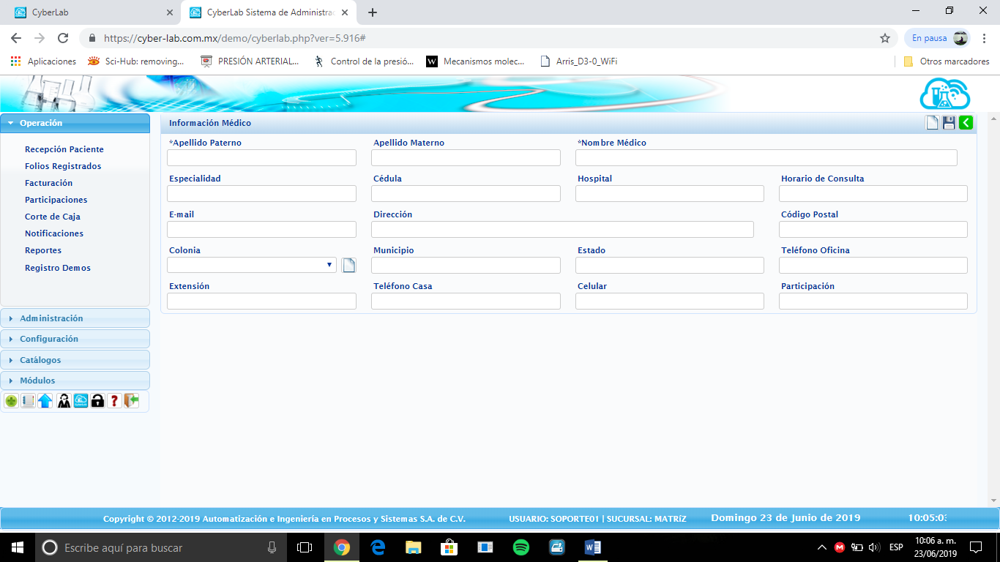 CyberLab
CyberLab Sistema de Administrac
https://cyber-lab.com.mx/demo/cyberlab.php?ver=5.916#
En pausa
Aplicaciones
Sci-Hub: removing...
PRESIÓN ARTERIAL...
Control de la presió...
W
Mecanismos molec...
Arris_D3-0_WiFi
Otros marcadores
Operación
Recepción Paciente
Folios Registrados
Facturación
Participaciones
Corte de Caja
Notificaciones
Reportes
Registro Demos
Administración
Configuración
Catálogos
Módulos
Información Médico
*Apellido Paterno
Apellido Materno
*Nombre Médico
Especialidad
Cédula
Hospital
Horario de Consulta
E-mail
Dirección
Código Postal
Colonia
Municipio
Estado
Teléfono Oficina
Extensión
Teléfono Casa
Celular
Participación
Copyright © 2012-2019 Automatización e Ingeniería en Procesos y Sistemas S.A. de C.V.
USUARIO: SOPORTE01 | SUCURSAL: MATRíZ
Domingo 23 de Junio de 2019
Escribe aquí para buscar
ESP
10:06 a. m.
23/06/2019